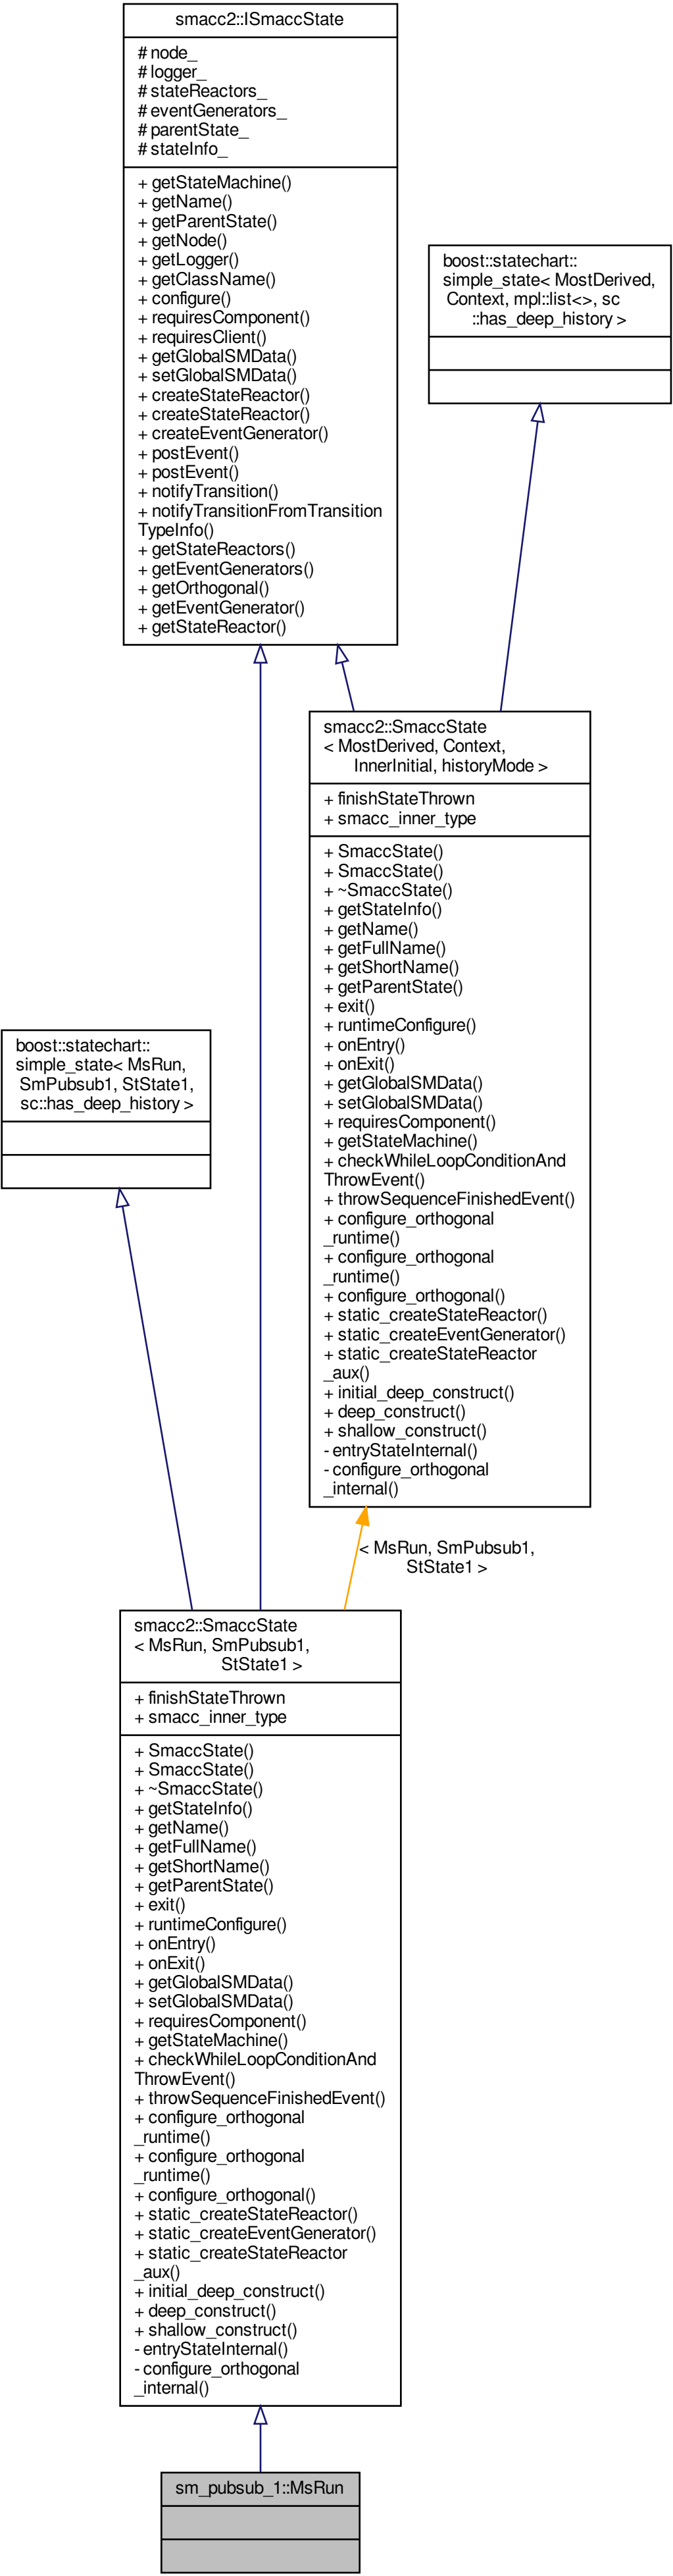 smacc2::ISmaccState
# node_
# logger_
# stateReactors_
# eventGenerators_
# parentState_
# stateInfo_
+ getStateMachine()
+ getName()
+ getParentState()
+ getNode()
+ getLogger()
+ getClassName()
+ configure()
+ requiresComponent()
+ requiresClient()
+ getGlobalSMData()
+ setGlobalSMData()
+ createStateReactor()
+ createStateReactor()
+ createEventGenerator()
+ postEvent()
+ postEvent()
+ notifyTransition()
+ notifyTransitionFromTransition
TypeInfo()
+ getStateReactors()
+ getEventGenerators()
+ getOrthogonal()
+ getEventGenerator()
+ getStateReactor()
boost::statechart::
simple_state< MostDerived,
Context, mpl::list<>, sc
::has_deep_history >
smacc2::SmaccState
< MostDerived, Context,
InnerInitial, historyMode >
+ finishStateThrown
+ smacc_inner_type
+ SmaccState()
+ SmaccState()
+ ~SmaccState()
+ getStateInfo()
+ getName()
+ getFullName()
+ getShortName()
+ getParentState()
+ exit()
+ runtimeConfigure()
+ onEntry()
+ onExit()
+ getGlobalSMData()
+ setGlobalSMData()
+ requiresComponent()
+ getStateMachine()
+ checkWhileLoopConditionAnd
ThrowEvent()
+ throwSequenceFinishedEvent()
+ configure_orthogonal
_runtime()
+ configure_orthogonal
_runtime()
+ configure_orthogonal()
+ static_createStateReactor()
+ static_createEventGenerator()
+ static_createStateReactor
_aux()
+ initial_deep_construct()
+ deep_construct()
+ shallow_construct()
- entryStateInternal()
- configure_orthogonal
_internal()
boost::statechart::
simple_state< MsRun,
SmPubsub1, StState1,
sc::has_deep_history >
< MsRun, SmPubsub1,
StState1 >
smacc2::SmaccState
< MsRun, SmPubsub1,
StState1 >
+ finishStateThrown
+ smacc_inner_type
+ SmaccState()
+ SmaccState()
+ ~SmaccState()
+ getStateInfo()
+ getName()
+ getFullName()
+ getShortName()
+ getParentState()
+ exit()
+ runtimeConfigure()
+ onEntry()
+ onExit()
+ getGlobalSMData()
+ setGlobalSMData()
+ requiresComponent()
+ getStateMachine()
+ checkWhileLoopConditionAnd
ThrowEvent()
+ throwSequenceFinishedEvent()
+ configure_orthogonal
_runtime()
+ configure_orthogonal
_runtime()
+ configure_orthogonal()
+ static_createStateReactor()
+ static_createEventGenerator()
+ static_createStateReactor
_aux()
+ initial_deep_construct()
+ deep_construct()
+ shallow_construct()
- entryStateInternal()
- configure_orthogonal
_internal()
sm_pubsub_1::MsRun